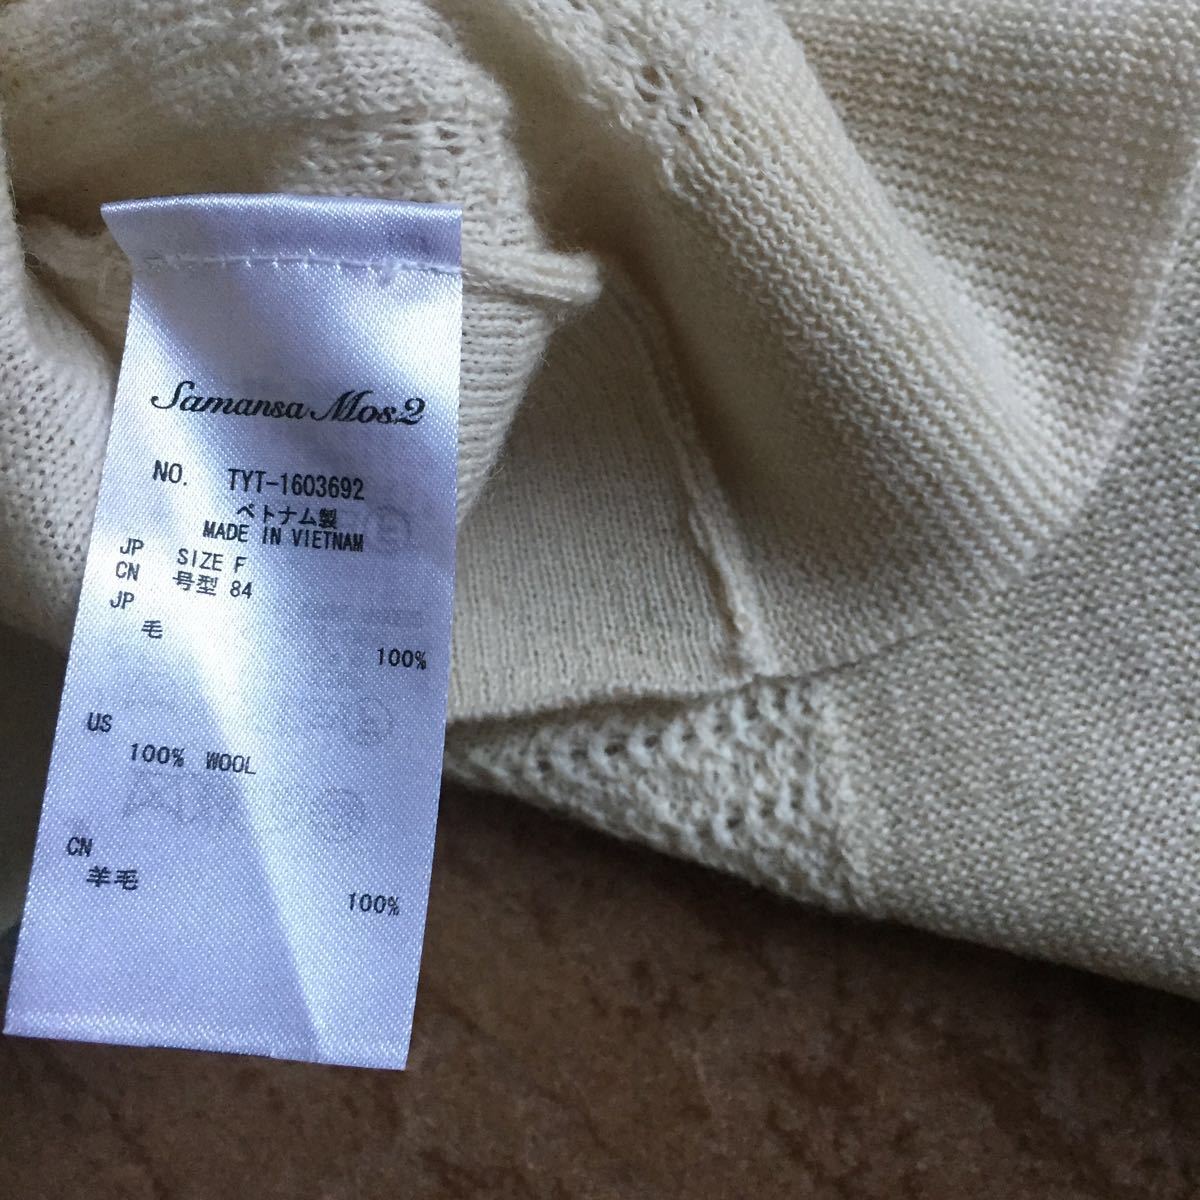 Samansa Mos2
NO. TYT-1603692
ベトナム製
MADE IN VIETNAM
JP SIZE F
CN 号型 84
JP
毛
100%
US
100% WOOL
CN
羊毛
100%